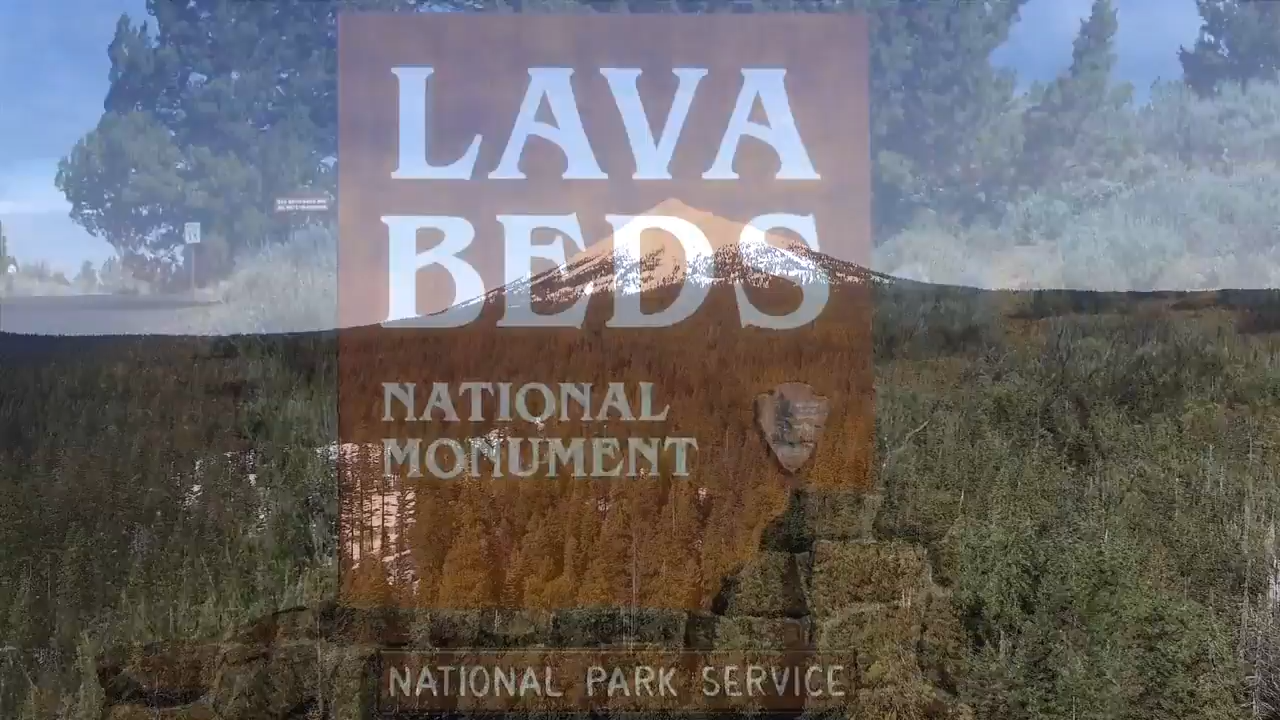 LAVA
BEDS
NATIONAL
MONUMENT
NATIONAL PARK SERVICE